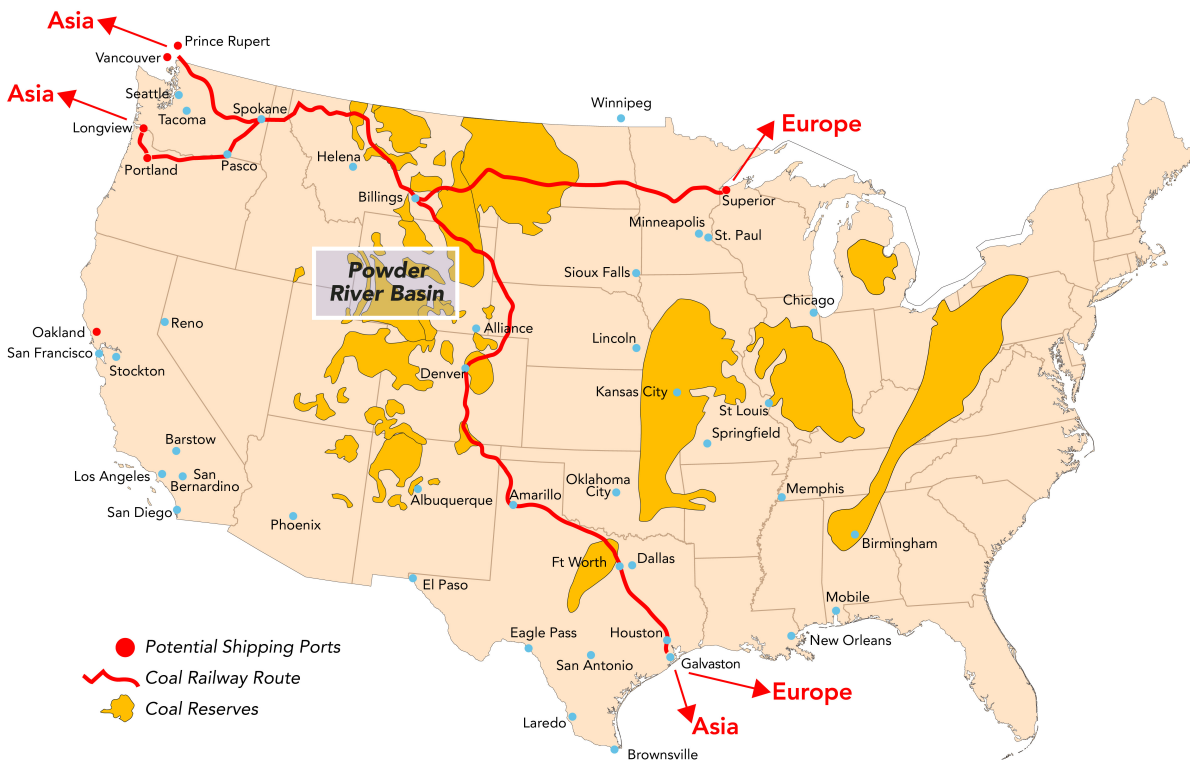 Asia
Prince Rupert
Vancouver
Asia
Seattle
Tacoma
Spokane
Longview
Portland
Pasco
Helena
Billings
Winnipeg
Europe
Superior
Minneapolis
St. Paul
Powder
River Basin
Sioux Falls
Chicago
Oakland
Reno
San Francisco
Stockton
Alliance
Lincoln
Denver
Kansas City
St Louis
Springfield
Barstow
Los Angeles
San
Bernardino
San Diego
Phoenix
Albuquerque
Amarillo
Oklahoma
City
Memphis
Birmingham
Ft Worth
Dallas
El Paso
Mobile
Eagle Pass
Houston
New Orleans
San Antonio
Galvaston
Potential Shipping Ports
Coal Railway Route
Coal Reserves
Europe
Asia
Laredo
Brownsville